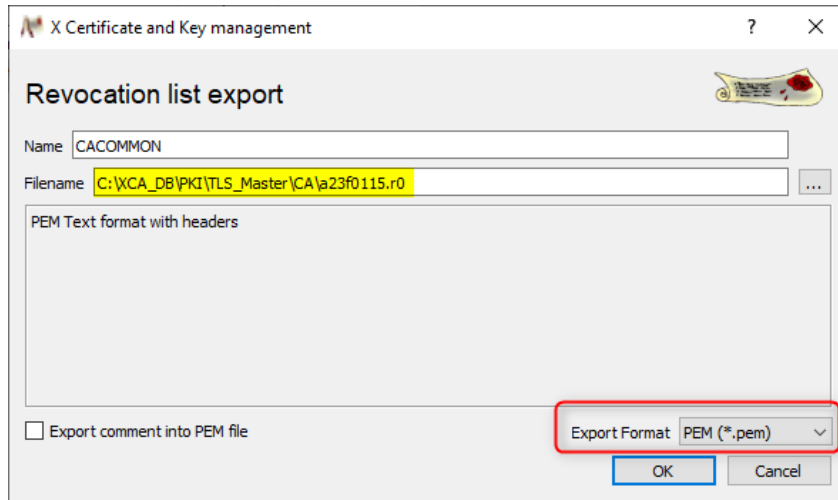 X Certificate and Key management ?
Revocation list export
Name CACOMMON
Filename C:\XCA_DB\PKI\TLS_Master\CA\a23f0115.r0 ...
PEM Text format with headers
Export comment into PEM file Export Format PEM (*.pem)
OK Cancel